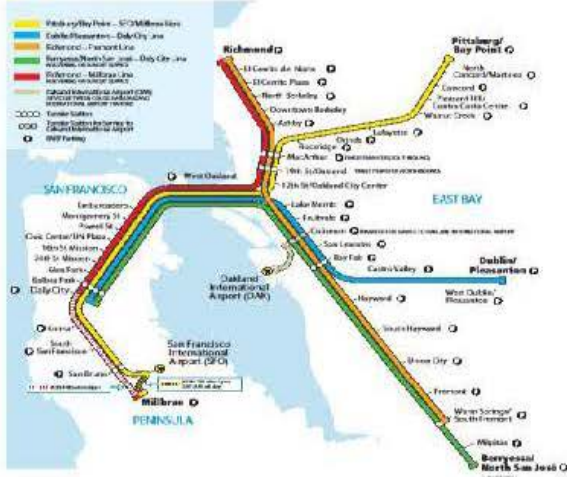 Pittsburg/Bay Point – SFO/Millbrae Line
Dublin/Pleasanton – Daly City Line
Richmond – Fremont Line
Berryessa/North San José – Daly City Line
Richmond – Millbrae Line
Transfer Station
BART Parking
Richmond
El Cerrito del Norte
El Cerrito Plaza
North Berkeley
Downtown Berkeley
Ashby
Pittsburg/
Bay Point
North
Concord/Martinez
Concord
Pleasant Hill/
Contra Costa Centre
Walnut Creek
Lafayette
Orinda
Rockridge
MacArthur
19th St/Oakland
12th St/Oakland City Center
West Oakland
SAN FRANCISCO
EAST BAY
Embarcadero
Montgomery St
Powell St
Civic Center/UN Plaza
16th St Mission
24th St Mission
Glen Park
Balboa Park
Daly City
Lake Merritt
Fruitvale
Coliseum
San Leandro
Bay Fair
Castro Valley
Dublin/
Pleasanton
West Dublin/
Pleasanton
Oakland
International
Airport (OAK)
Hayward
South Hayward
Union City
Fremont
Warm Springs/
South Fremont
Milpitas
Berryessa/
North San José
Colma
South
San Francisco
San Bruno
San Francisco
International
Airport (SFO)
Millbrae
PENINSULA